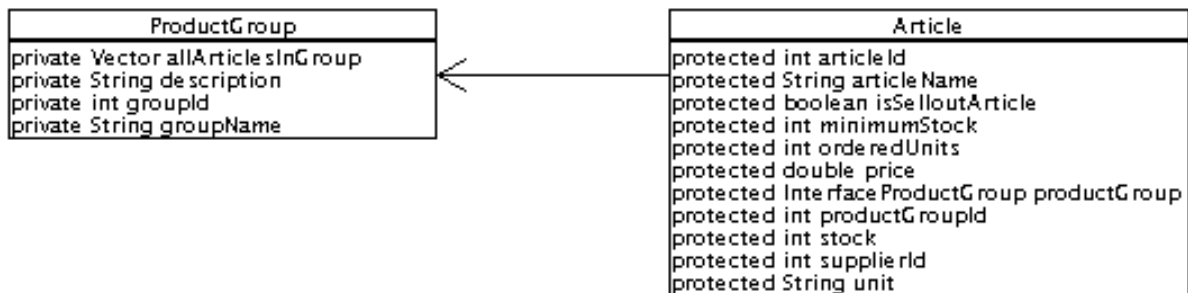 ProductGroup
private Vector allArticlesInGroup
private String description
private int groupId
private String groupName
Article
protected int articleId
protected String articleName
protected boolean isSelloutArticle
protected int minimumStock
protected int orderedUnits
protected double price
protected InterfaceProductGroup productGroup
protected int productGroupId
protected int stock
protected int supplierId
protected String unit